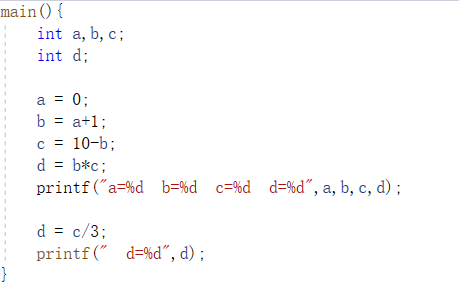 main(){
    int a,b,c;
    int d;

    a = 0;
    b = a+1;
    c = 10-b;
    d = b*c;
    printf("a=%d  b=%d  c=%d  d=%d",a,b,c,d);

    d = c/3;
    printf("  d=%d",d);
}